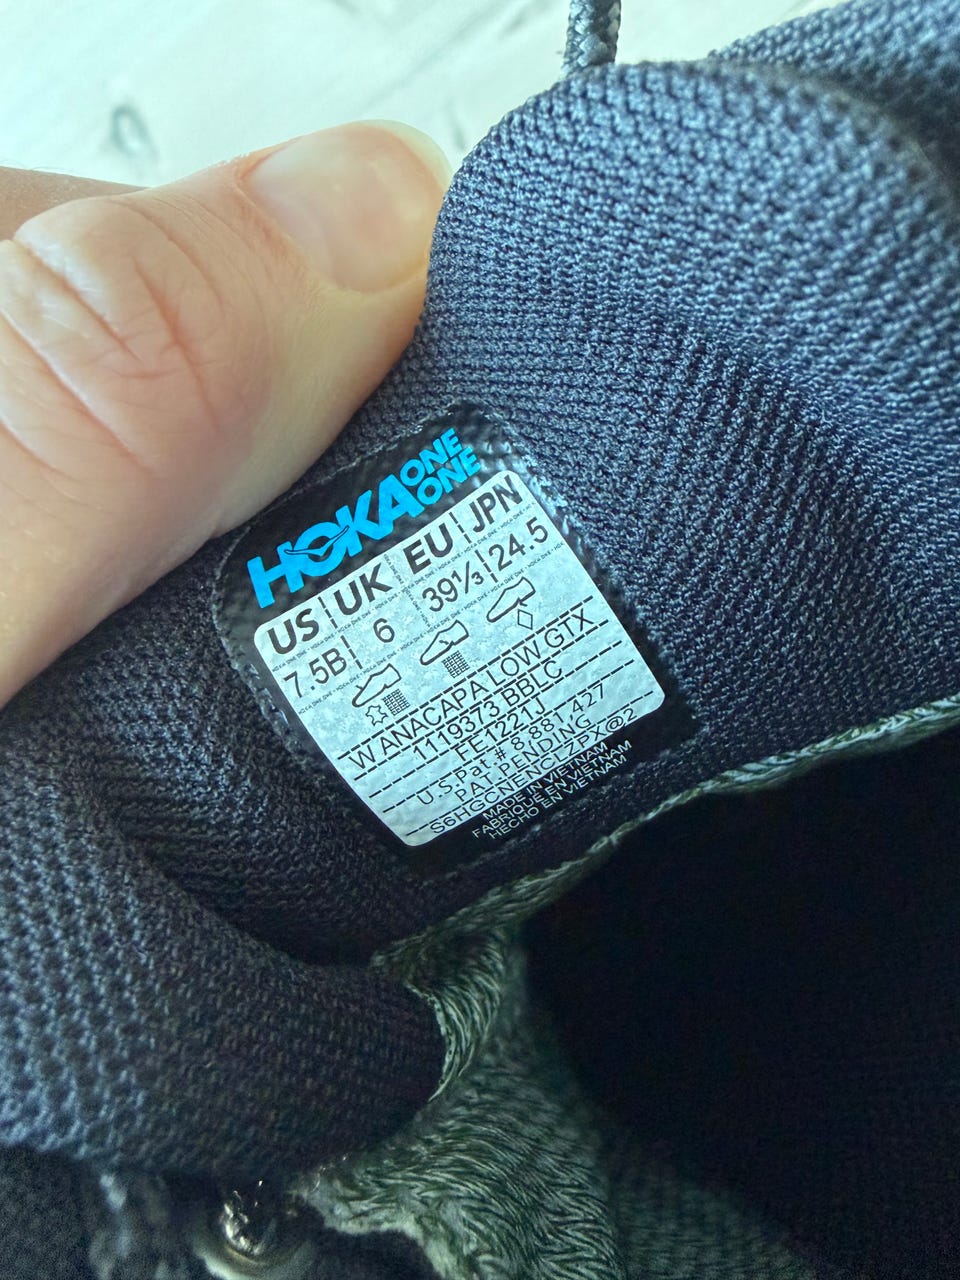 HOKA ONE ONE
US UK EU JPN
7.5B 6 39⅓ 24.5
W ANACAPA LOW GTX
1119373 BBLC
FE1221J
U.S.Pat.# 8,881,427
PAT.PENDING
S6HGGNENCLZPX@2
MADE IN VIETNAM
FABRIQUE EN VIETNAM
HECHO EN VIETNAM